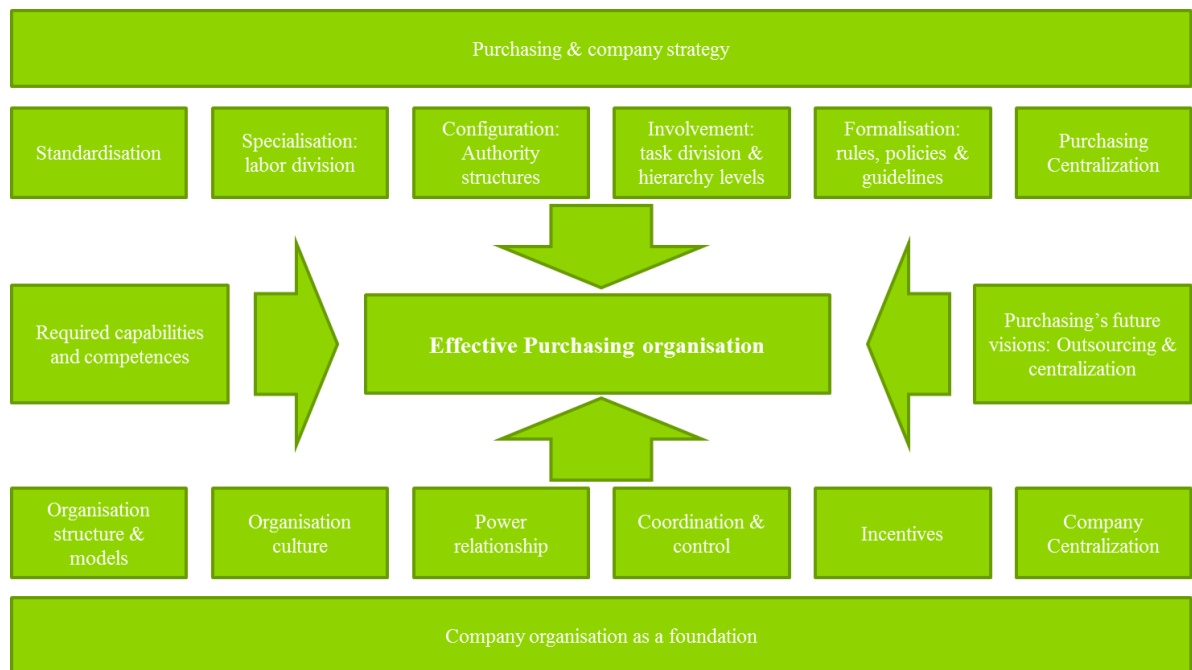 Purchasing & company strategy
Standardisation
Specialisation:
labor division
Configuration:
Authority
structures
Involvement:
task division &
hierarchy levels
Formalisation:
rules, policies &
guidelines
Purchasing
Centralization
Required capabilities
and competences
Effective Purchasing organisation
Purchasing’s future
visions: Outsourcing &
centralization
Organisation
structure &
models
Organisation
culture
Power
relationship
Coordination &
control
Incentives
Company
Centralization
Company organisation as a foundation